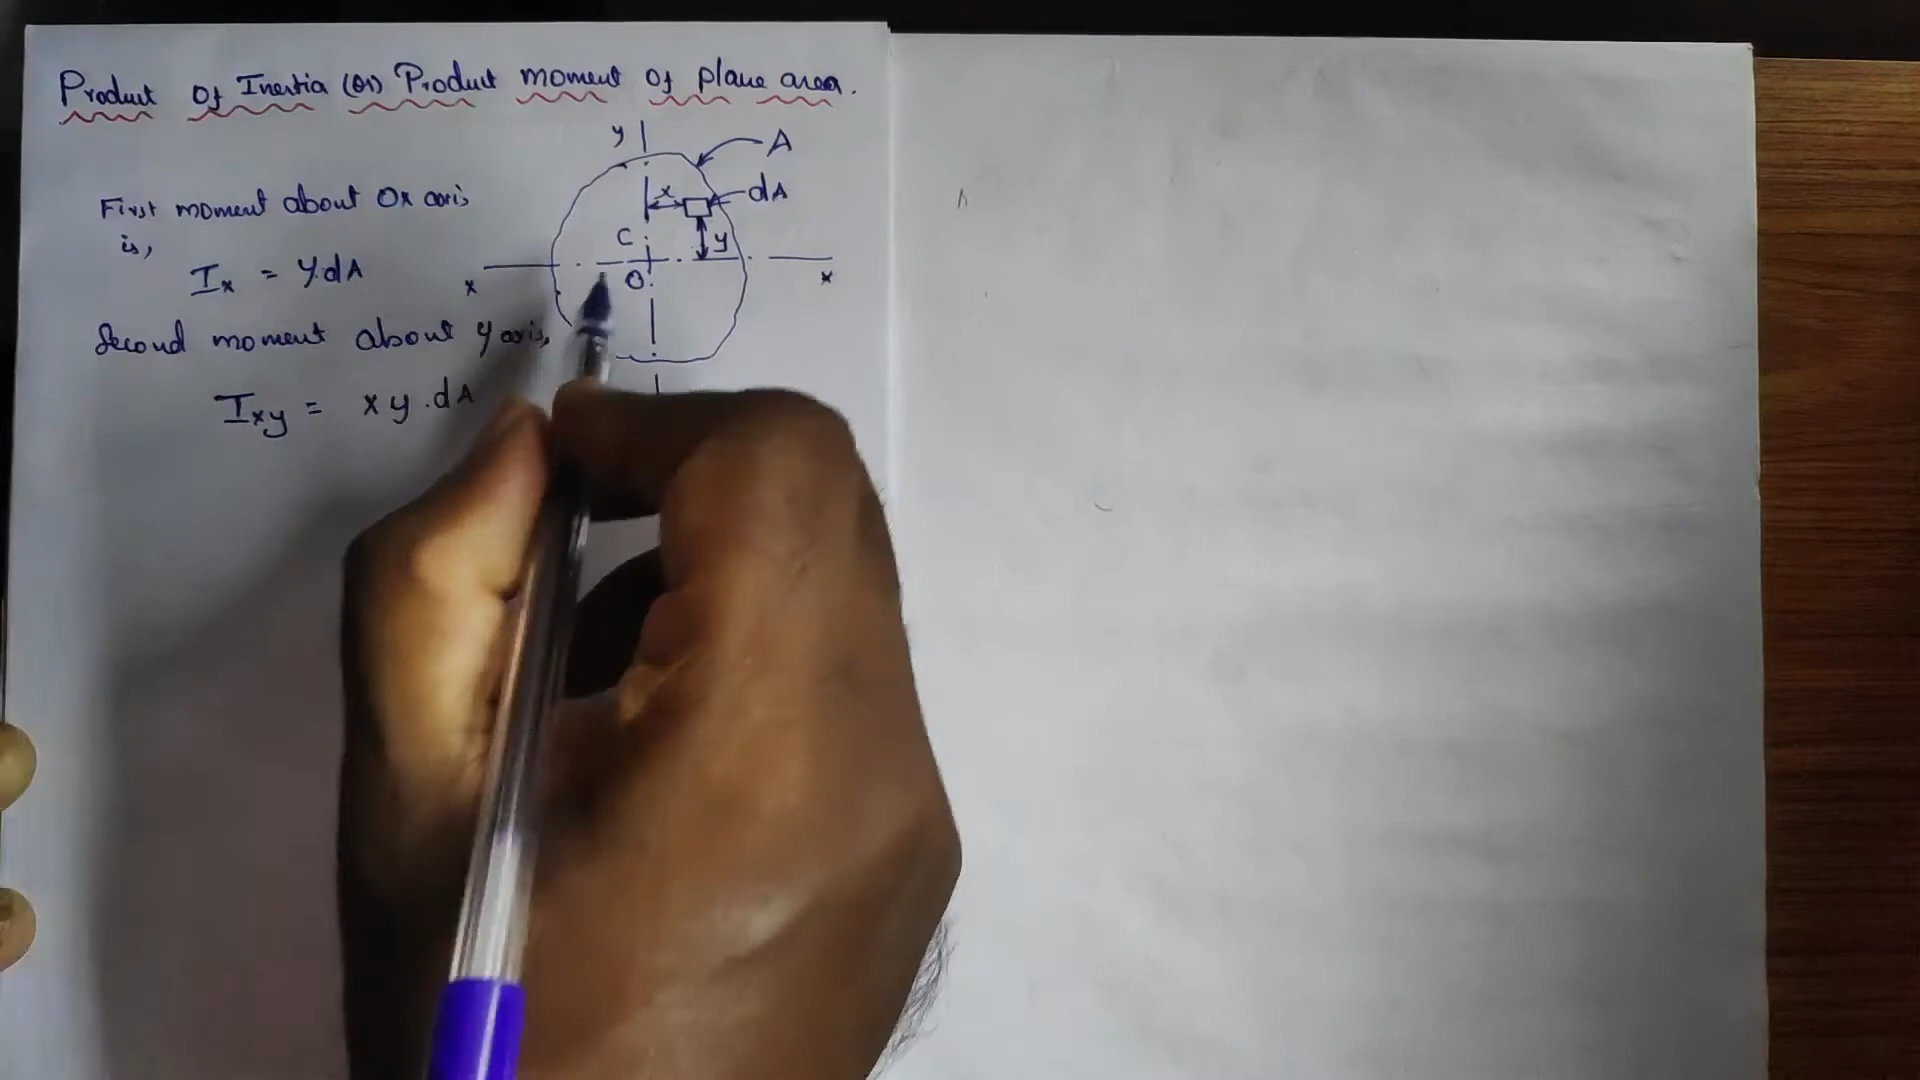 Product Of Inertia (or) Product moment of plane area.
First moment about Ox axis
is,
Ix = y.dA
Second moment about y axis,
Ixy = xy.dA
y
A
x
dA
C
y
x
O
x